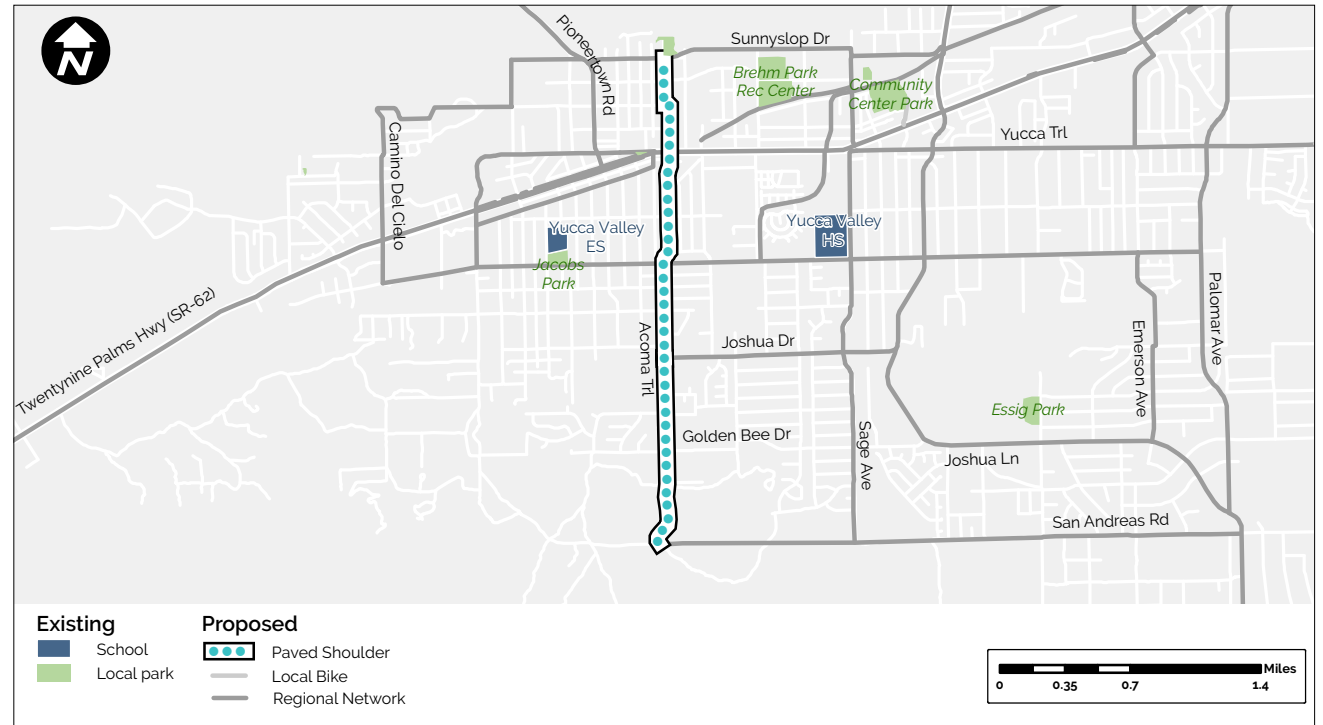 N
Pioneertown Rd
Sunnyslop Dr
Brehm Park
Rec Center
Community
Center Park
Camino Del Cielo
Yucca Trl
Yucca Valley
ES
Jacobs
Park
Yucca Valley
HS
Twentynine Palms Hwy (SR-62)
Acoma Trl
Joshua Dr
Palomar Ave
Emerson Ave
Essig Park
Golden Bee Dr
Sage Ave
Joshua Ln
San Andreas Rd
Existing
School
Local park
Proposed
Paved Shoulder
Local Bike
Regional Network
Miles
0 0.35 0.7 1.4